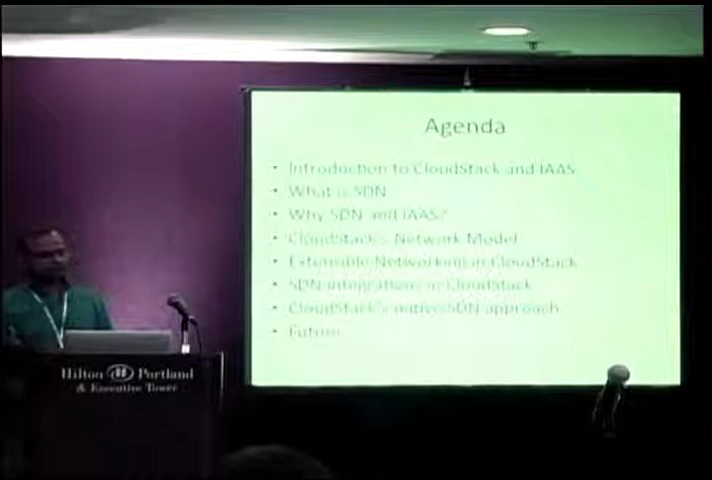 Agenda
• Introduction to CloudStack and IAAS
• What is SDN
• Why SDN and IAAS?
• CloudStack's Network Model
• Extensible Networking in CloudStack
• SDN integrations in CloudStack
• CloudStack's native SDN approach
• Future
Hilton Portland
& Executive Tower